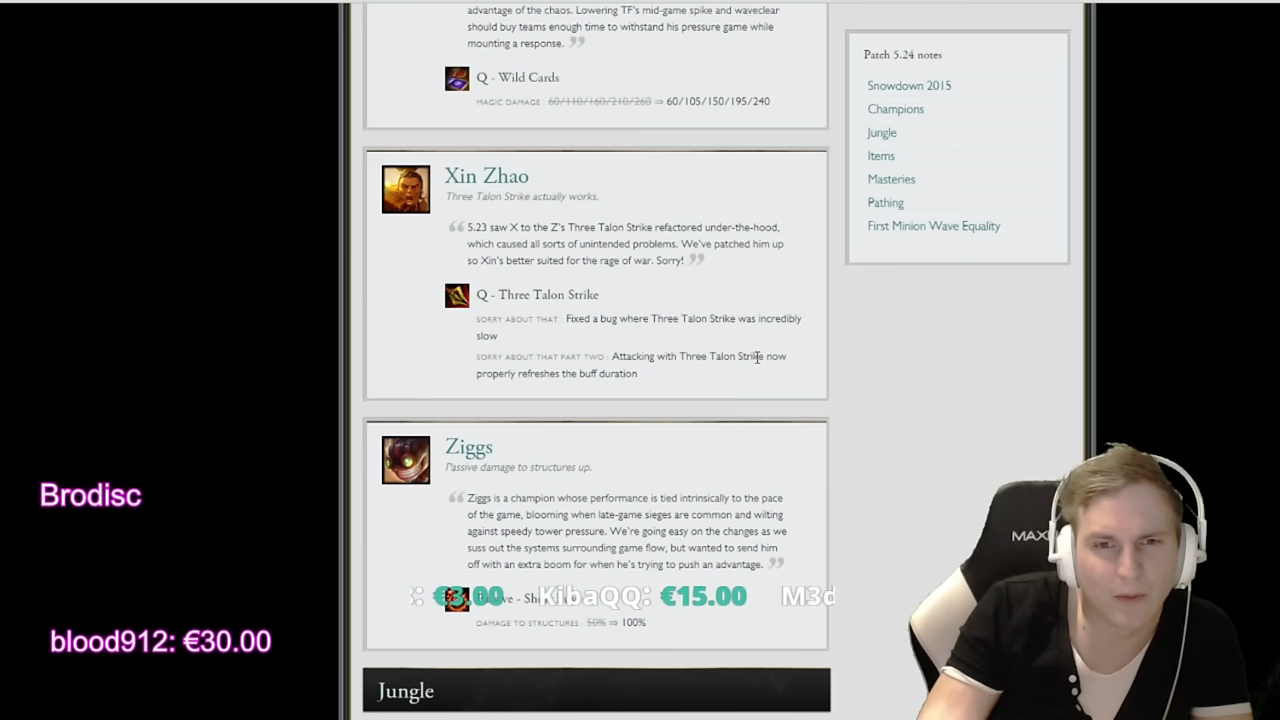 advantage of the chaos. Lowering TF's mid-game spike and waveclear
should buy teams enough time to withstand his pressure game while
mounting a response. ”
Q - Wild Cards
MAGIC DAMAGE : 60/110/160/210/260 ⇒ 60/105/150/195/240
Xin Zhao
Three Talon Strike actually works.
“ 5.23 saw X to the Z's Three Talon Strike refactored under-the-hood,
which caused all sorts of unintended problems. We've patched him up
so Xin's better suited for the rage of war. Sorry! ”
Q - Three Talon Strike
SORRY ABOUT THAT : Fixed a bug where Three Talon Strike was incredibly
slow
SORRY ABOUT THAT PART TWO : Attacking with Three Talon Strike now
properly refreshes the buff duration
Ziggs
Passive damage to structures up.
“ Ziggs is a champion whose performance is tied intrinsically to the pace
of the game, blooming when late-game sieges are common and wilting
against speedy tower pressure. We're going easy on the changes as we
suss out the systems surrounding game flow, but wanted to send him
off with an extra boom for when he's trying to push an advantage. ”
: €3.00 KibaQQ: €15.00 M3d
DAMAGE TO STRUCTURES : 50% ⇒ 100%
Jungle
Patch 5.24 notes
Snowdown 2015
Champions
Jungle
Items
Masteries
Pathing
First Minion Wave Equality
Brodisc
blood912: €30.00
MAX